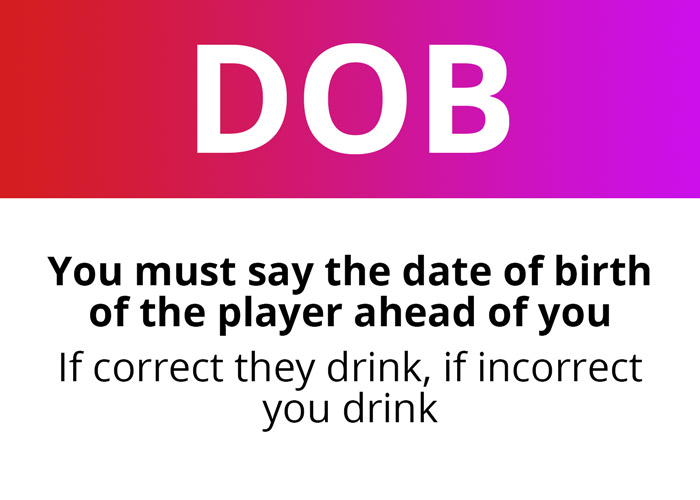 DOB
You must say the date of birth
of the player ahead of you
If correct they drink, if incorrect
you drink